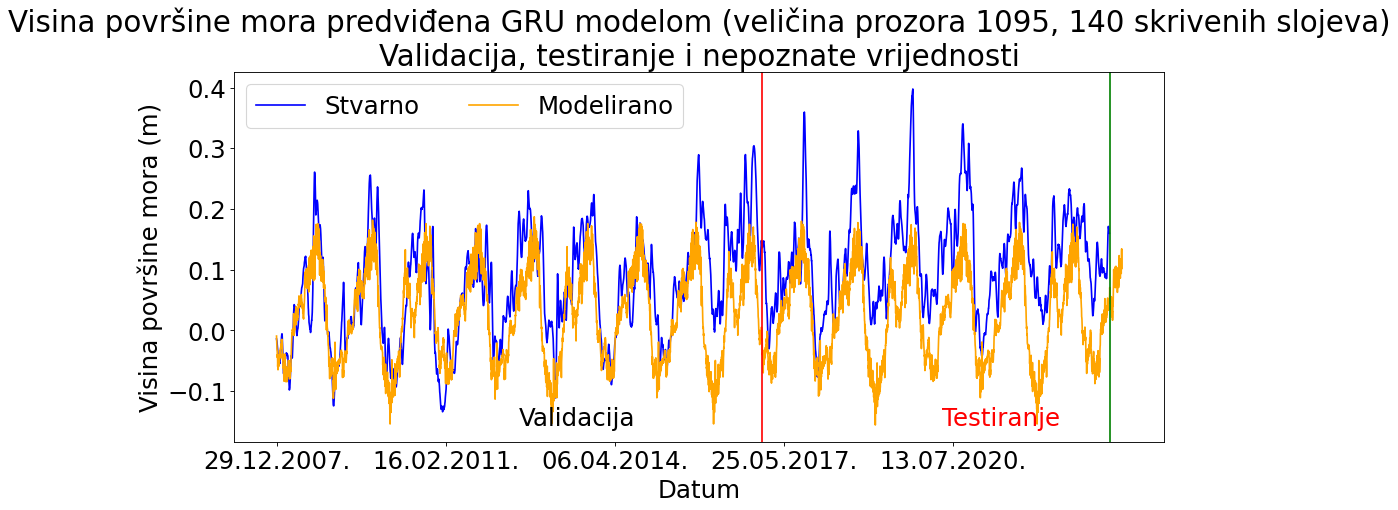 Visina površine mora predviđena GRU modelom (veličina prozora 1095, 140 skrivenih slojeva)
Validacija, testiranje i nepoznate vrijednosti
Stvarno
Modelirano
Visina površine mora (m)
0.4
0.3
0.2
0.1
0.0
−0.1
Validacija
Testiranje
29.12.2007.
16.02.2011.
06.04.2014.
25.05.2017.
13.07.2020.
Datum